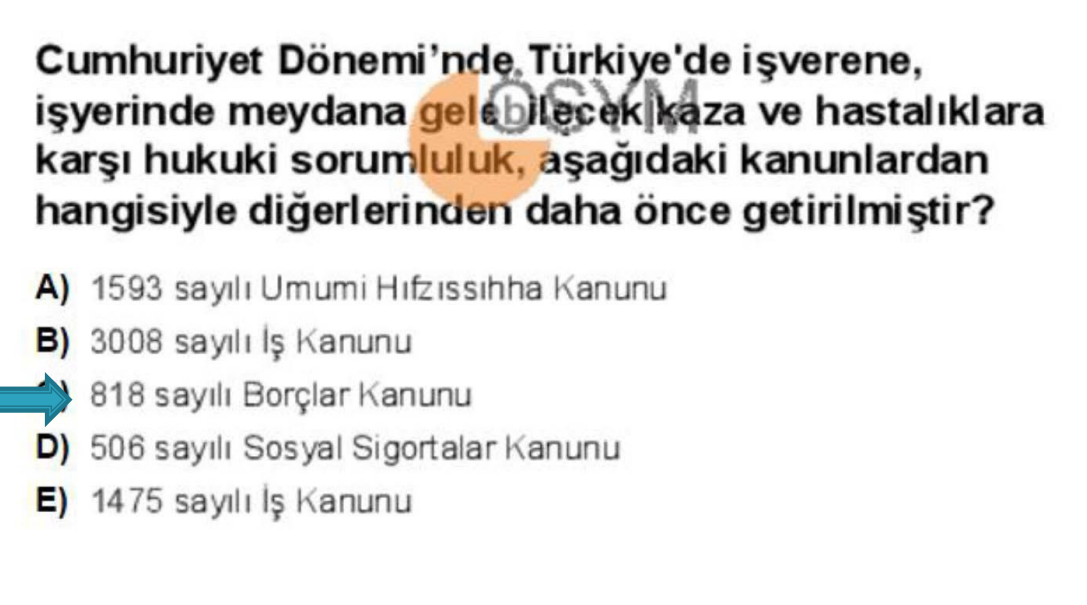 Cumhuriyet Dönemi'nde, Türkiye'de işverene,
işyerinde meydana gelebilecek kaza ve hastalıklara
karşı hukuki sorumluluk, aşağıdaki kanunlardan
hangisiyle diğerlerinden daha önce getirilmiştir?
ÖSYM
A) 1593 sayılı Umumi Hıfzıssıhha Kanunu
B) 3008 sayılı İş Kanunu
) 818 sayılı Borçlar Kanunu
D) 506 sayılı Sosyal Sigortalar Kanunu
E) 1475 sayılı İş Kanunu